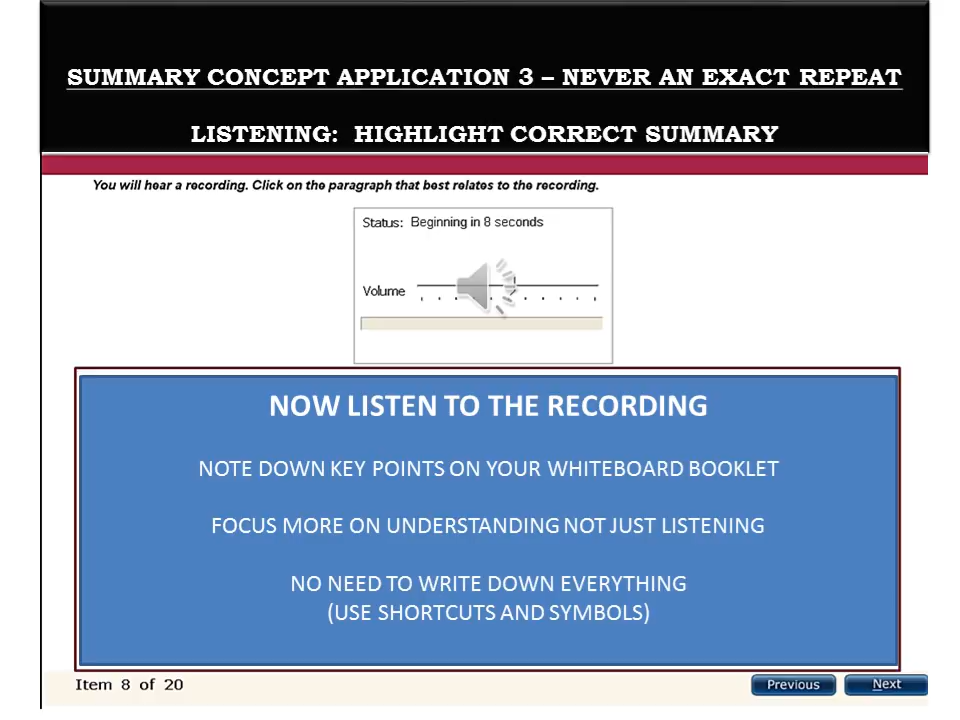 SUMMARY CONCEPT APPLICATION 3 – NEVER AN EXACT REPEAT
LISTENING: HIGHLIGHT CORRECT SUMMARY
You will hear a recording. Click on the paragraph that best relates to the recording.
Status: Beginning in 8 seconds
Volume
NOW LISTEN TO THE RECORDING
NOTE DOWN KEY POINTS ON YOUR WHITEBOARD BOOKLET
FOCUS MORE ON UNDERSTANDING NOT JUST LISTENING
NO NEED TO WRITE DOWN EVERYTHING
(USE SHORTCUTS AND SYMBOLS)
Item 8 of 20
Previous
Next